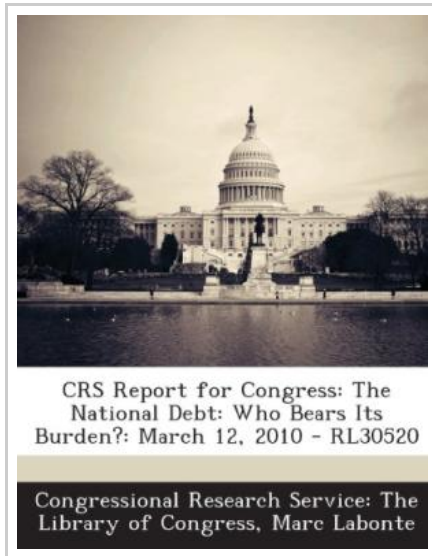 CRS Report for Congress: The
National Debt: Who Bears Its
Burden?: March 12, 2010 - RL30520
Congressional Research Service: The
Library of Congress, Marc Labonte